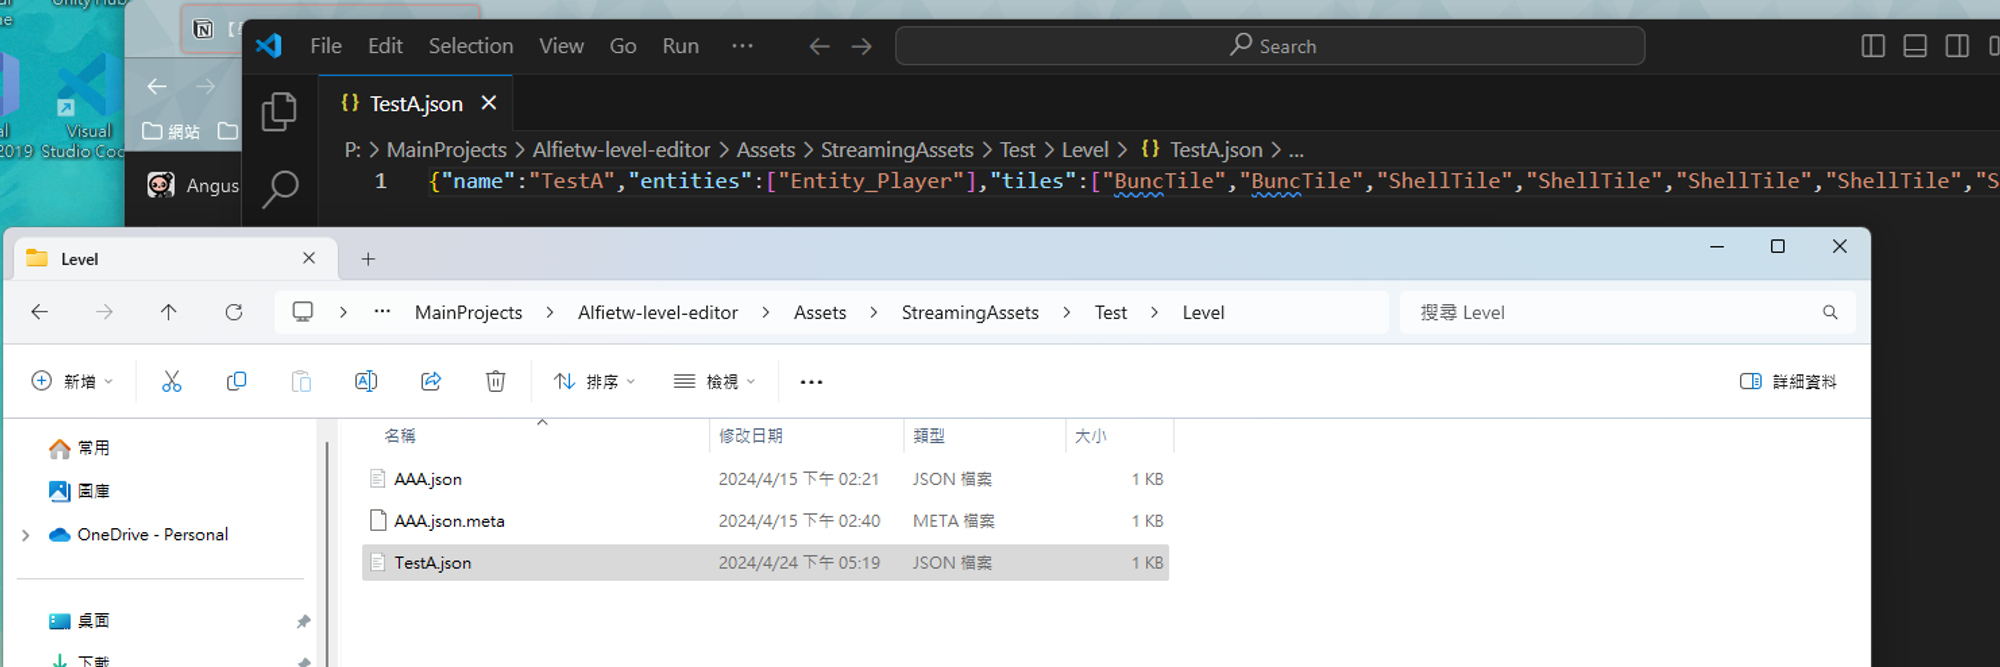 Unity Hub
Visual
Studio Coc
2019
網站
Angus
File Edit Selection View Go Run ···
Search
TestA.json
P: > MainProjects > Alfietw-level-editor > Assets > StreamingAssets > Test > Level > {} TestA.json > ...
1 {"name":"TestA","entities":["Entity_Player"],"tiles":["BuncTile","BuncTile","ShellTile","ShellTile","ShellTile","ShellTile","S
Level
MainProjects > Alfietw-level-editor > Assets > StreamingAssets > Test > Level
搜尋 Level
新增
排序
檢視
詳細資料
常用
圖庫
OneDrive - Personal
桌面
下載
名稱 修改日期 類型 大小
AAA.json 2024/4/15 下午 02:21 JSON 檔案 1 KB
AAA.json.meta 2024/4/15 下午 02:40 META 檔案 1 KB
TestA.json 2024/4/24 下午 05:19 JSON 檔案 1 KB